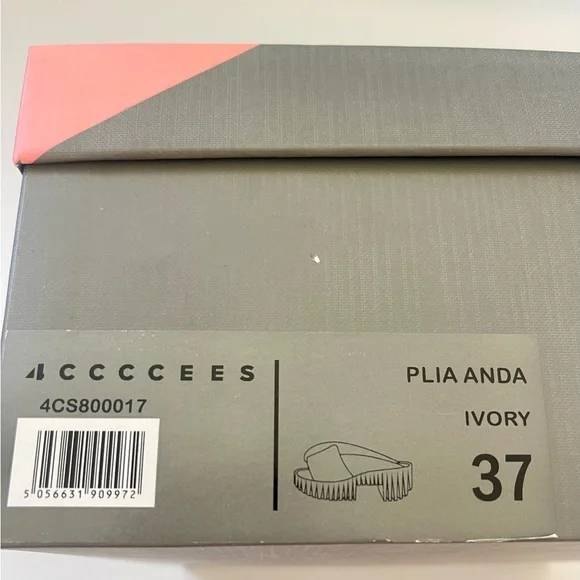 4CCCCEES
4CS800017
5 056631 909972
PLIA ANDA
IVORY
37